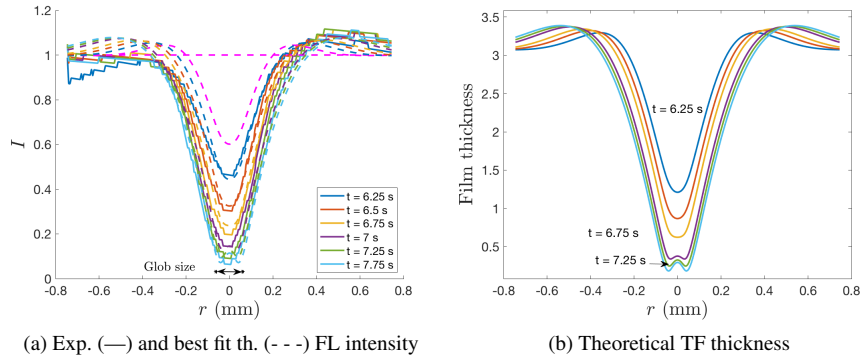 1.2
1
0.8
0.6
0.4
0.2
0
I
-0.8 -0.6 -0.4 -0.2 0 0.2 0.4 0.6 0.8
r (mm)
Glob size
t = 6.25 s
t = 6.5 s
t = 6.75 s
t = 7 s
t = 7.25 s
t = 7.75 s
(a) Exp. (—) and best fit th. (- - -) FL intensity
3.5
3
2.5
2
1.5
1
0.5
Film thickness
-0.8 -0.6 -0.4 -0.2 0 0.2 0.4 0.6 0.8
r (mm)
t = 6.25 s
t = 6.75 s
t = 7.25 s
(b) Theoretical TF thickness